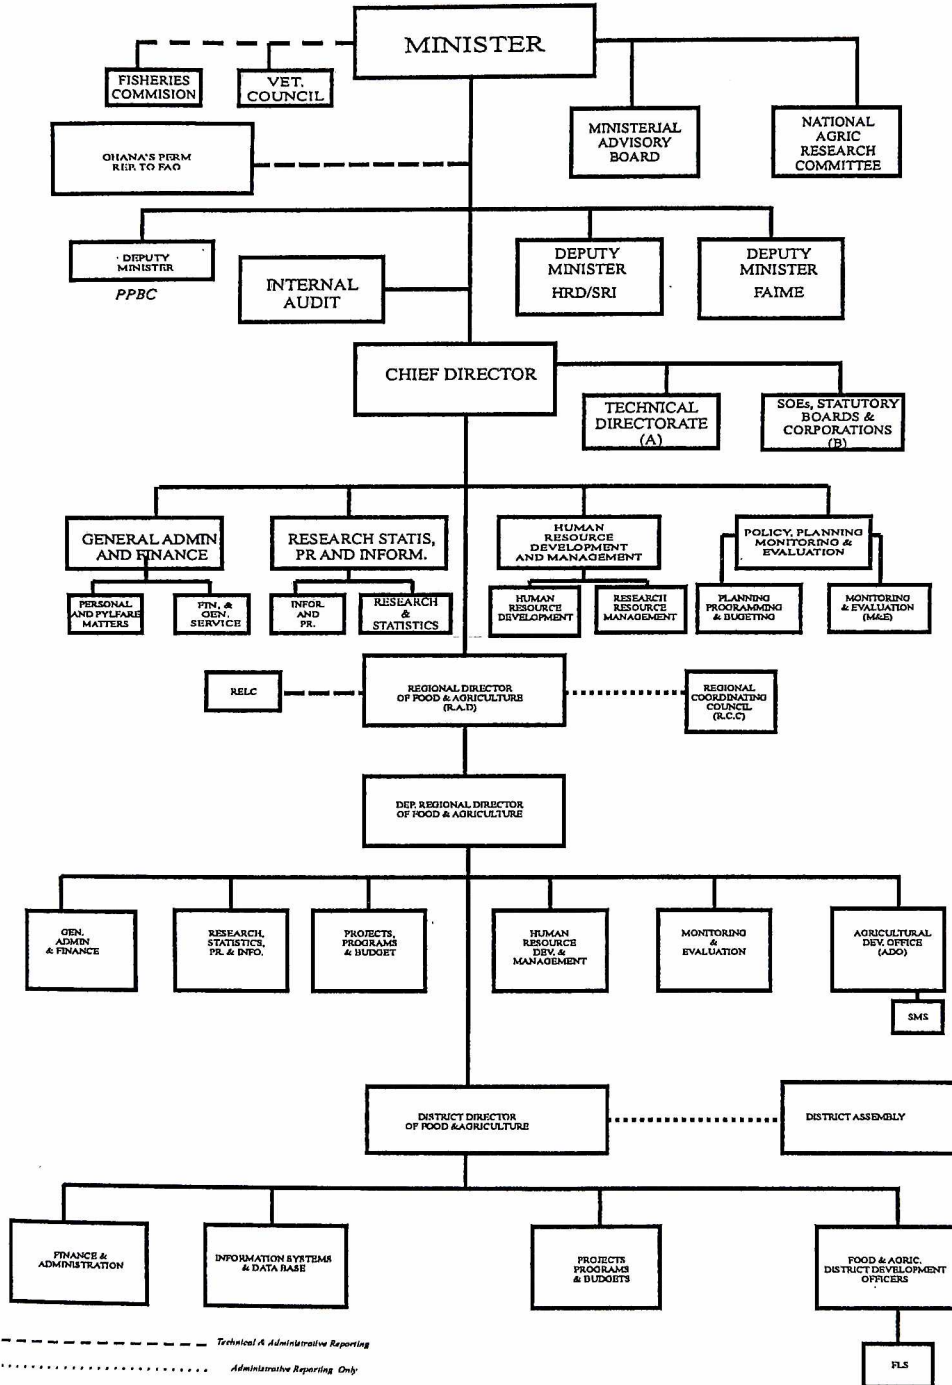 MINISTER
FISHERIES
COMMISION
VET.
COUNCIL
MINISTERIAL
ADVISORY
BOARD
NATIONAL
AGRIC
RESEARCH
COMMITTEE
GHANA'S PERM
REP. TO FAO
DEPUTY
MINISTER
PPBC
INTERNAL
AUDIT
DEPUTY
MINISTER
HRD/SRI
DEPUTY
MINISTER
FAIME
CHIEF DIRECTOR
TECHNICAL
DIRECTORATE
(A)
SOEs, STATUTORY
BOARDS &
CORPORATIONS
(B)
GENERAL ADMIN
AND FINANCE
RESEARCH STATIS,
PR AND INFORM.
HUMAN
RESOURCE
DEVELOPMENT
AND MANAGEMENT
POLICY, PLANNING
MONITORING &
EVALUATION
PERSONAL
AND PYLFARE
MATTERS
FIN, &
GEN,
SERVICE
INFOR.
AND
PR.
RESEARCH
&
STATISTICS
HUMAN
RESOURCE
DEVELOPMENT
RESEARCH
RESOURCE
MANAGEMENT
PLANNING
PROGRAMMING
& BUGETING
MONITORING
& EVALUATION
(M&E)
RELC
REGIONAL DIRECTOR
OF FOOD & AGRICULTURE
(R.A.D)
REGIONAL
COORDINATING
COUNCIL
(R.C.C)
DEP. REGIONAL DIRECTOR
OF FOOD & AGRICULTURE
GEN.
ADMIN
& FINANCE
RESEARCH,
STATISTICS,
PR. & INFO.
PROJECTS,
PROGRAMS
& BUDGET
HUMAN
RESOURCE
DEV. &
MANAGEMENT
MONITORING
&
EVALUATION
AGRICULTURAL
DEV. OFFICE
(ADO)
SMS
DISTRICT DIRECTOR
OF FOOD &AGRICULTURE
DISTRICT ASSEMBLY
FINANCE &
ADMINISTRATION
INFORMATION SYSTEMS
& DATA BASE
PROJECTS
PROGRAMS
& BUDGETS
FOOD & AGRIC.
DISTRICT DEVELOPMENT
OFFICERS
FLS
Technical & Administrative Reporting
Administrative Reporting Only